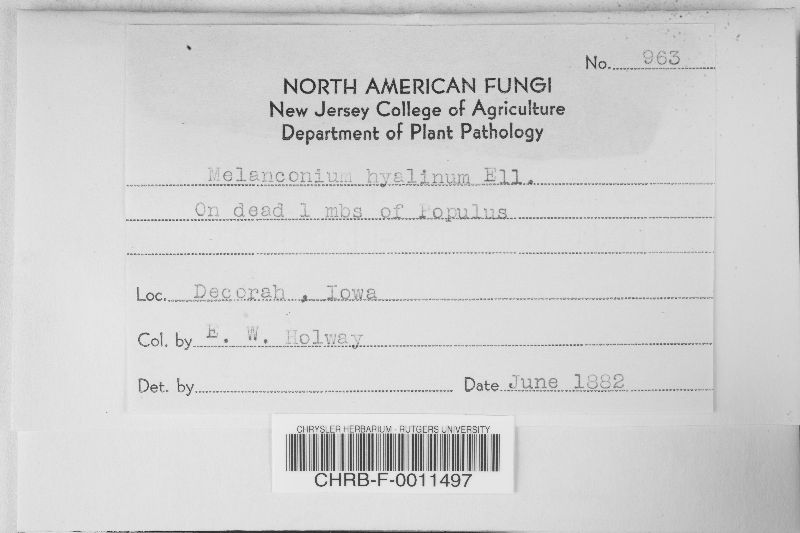 No. 963
NORTH AMERICAN FUNGI
New Jersey College of Agriculture
Department of Plant Pathology
Melanconium hyalinum Ell.
On dead l mbs of Populus
Loc. Decorah , Iowa
Col. by E. W. Holway
Det. by
Date June 1882
CHRYSLER HERBARIUM - RUTGERS UNIVERSITY
CHRB-F-0011497